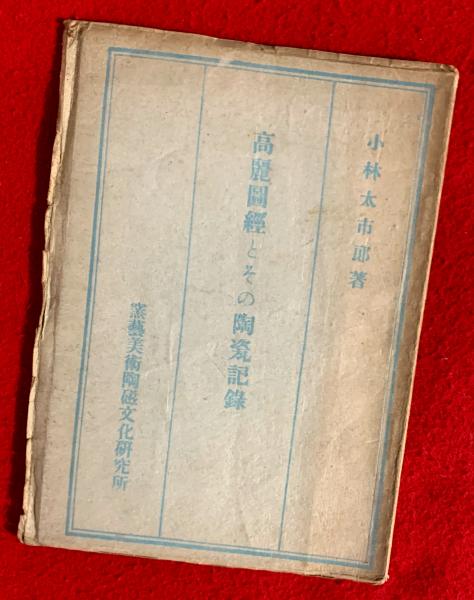 小林太市郎著
高麗圖經とその陶瓷記錄
窯藝美術陶磁文化研究所